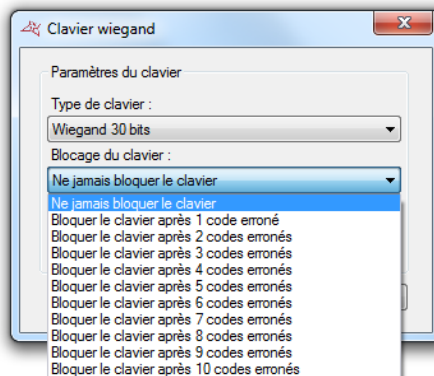 Clavier wiegand
Paramètres du clavier
Type de clavier :
Wiegand 30 bits
Blocage du clavier :
Ne jamais bloquer le clavier
Ne jamais bloquer le clavier
Bloquer le clavier après 1 code erroné
Bloquer le clavier après 2 codes erronés
Bloquer le clavier après 3 codes erronés
Bloquer le clavier après 4 codes erronés
Bloquer le clavier après 5 codes erronés
Bloquer le clavier après 6 codes erronés
Bloquer le clavier après 7 codes erronés
Bloquer le clavier après 8 codes erronés
Bloquer le clavier après 9 codes erronés
Bloquer le clavier après 10 codes erronés